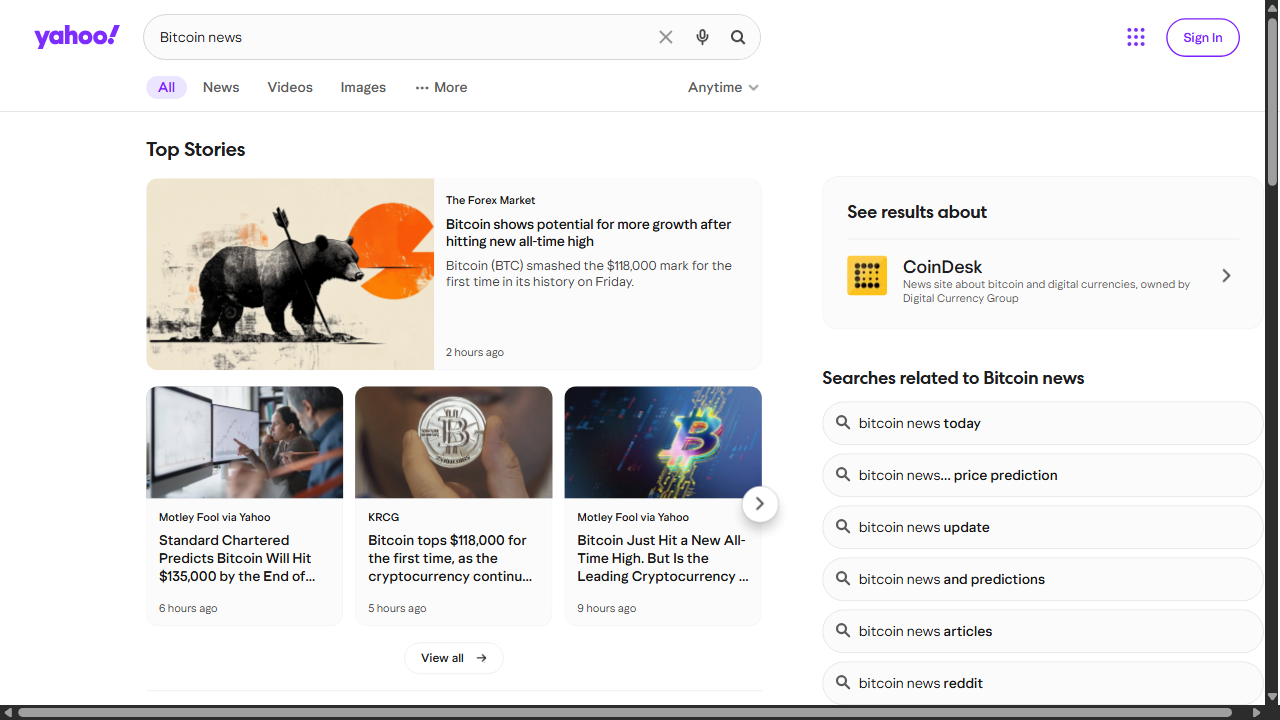 yahoo!
Bitcoin news
Sign In
All
News
Videos
Images
More
Anytime
Top Stories
The Forex Market
Bitcoin shows potential for more growth after
hitting new all-time high
Bitcoin (BTC) smashed the $118,000 mark for the
first time in its history on Friday.
2 hours ago
Motley Fool via Yahoo
Standard Chartered
Predicts Bitcoin Will Hit
$135,000 by the End of...
6 hours ago
KRCG
Bitcoin tops $118,000 for
the first time, as the
cryptocurrency continu...
5 hours ago
Motley Fool via Yahoo
Bitcoin Just Hit a New All-
Time High. But Is the
Leading Cryptocurrency ...
9 hours ago
View all
See results about
CoinDesk
News site about bitcoin and digital currencies, owned by
Digital Currency Group
Searches related to Bitcoin news
bitcoin news today
bitcoin news... price prediction
bitcoin news update
bitcoin news and predictions
bitcoin news articles
bitcoin news reddit